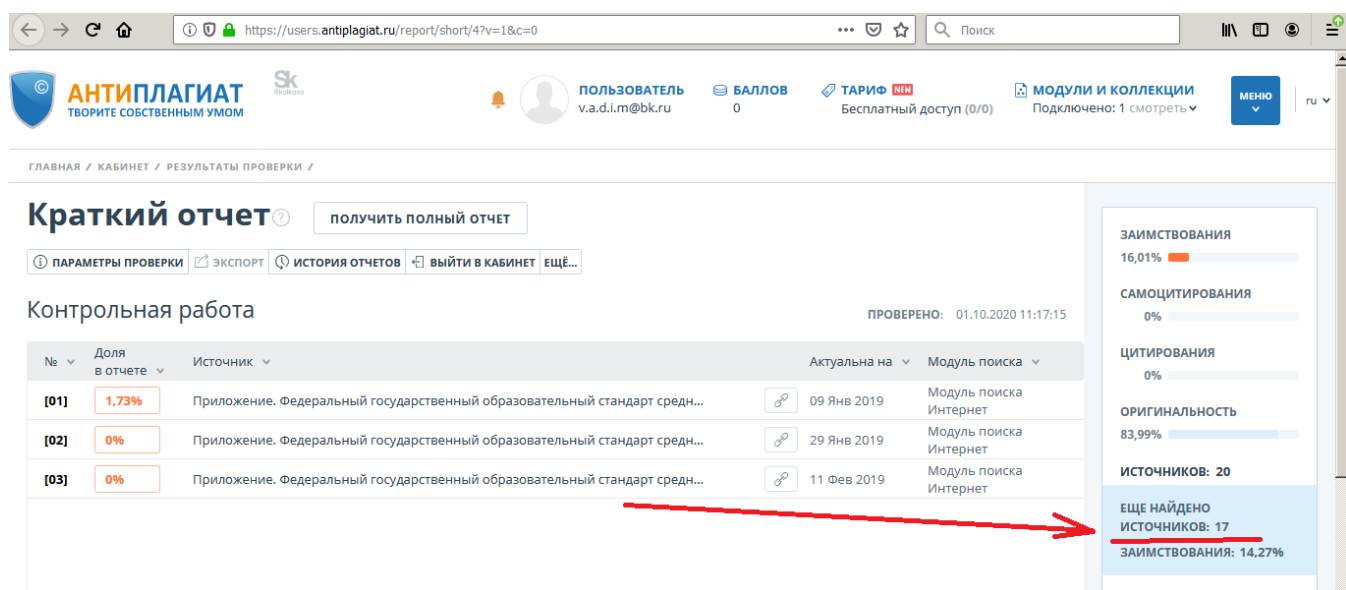 https://users.antiplagiat.ru/report/short/4?v=1&c=0
Поиск
©
АНТИПЛАГИАТ
ТВОРИТЕ СОБСТВЕННЫМ УМОМ
Sk
Skolkovo
ПОЛЬЗОВАТЕЛЬ
v.a.d.i.m@bk.ru
БАЛЛОВ
0
ТАРИФ NEW
Бесплатный доступ (0/0)
МОДУЛИ И КОЛЛЕКЦИИ
Подключено: 1 смотреть
МЕНЮ
ru
ГЛАВНАЯ / КАБИНЕТ / РЕЗУЛЬТАТЫ ПРОВЕРКИ /
Краткий отчет ?
ПОЛУЧИТЬ ПОЛНЫЙ ОТЧЕТ
ПАРАМЕТРЫ ПРОВЕРКИ ЭКСПОРТ ИСТОРИЯ ОТЧЕТОВ ВЫЙТИ В КАБИНЕТ ЕЩЁ...
Контрольная работа
ПРОВЕРЕНО: 01.10.2020 11:17:15
№ Доля в отчете Источник Актуальна на Модуль поиска
[01] 1,73% Приложение. Федеральный государственный образовательный стандарт средн... 09 Янв 2019 Модуль поиска Интернет
[02] 0% Приложение. Федеральный государственный образовательный стандарт средн... 29 Янв 2019 Модуль поиска Интернет
[03] 0% Приложение. Федеральный государственный образовательный стандарт средн... 11 Фев 2019 Модуль поиска Интернет
ЗАИМСТВОВАНИЯ
16,01%
САМОЦИТИРОВАНИЯ
0%
ЦИТИРОВАНИЯ
0%
ОРИГИНАЛЬНОСТЬ
83,99%
ИСТОЧНИКОВ: 20
ЕЩЕ НАЙДЕНО
ИСТОЧНИКОВ: 17
ЗАИМСТВОВАНИЯ: 14,27%